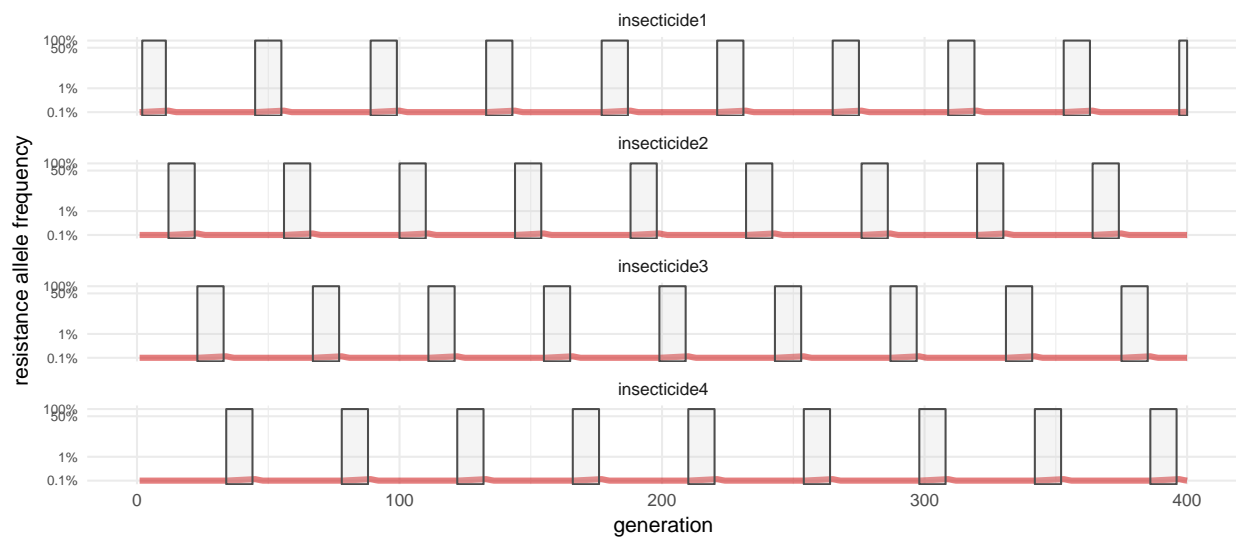 insecticide1
100%
50%
1%
0.1%
insecticide2
100%
50%
1%
0.1%
insecticide3
100%
50%
1%
0.1%
insecticide4
100%
50%
1%
0.1%
0 100 200 300 400
generation
resistance allele frequency